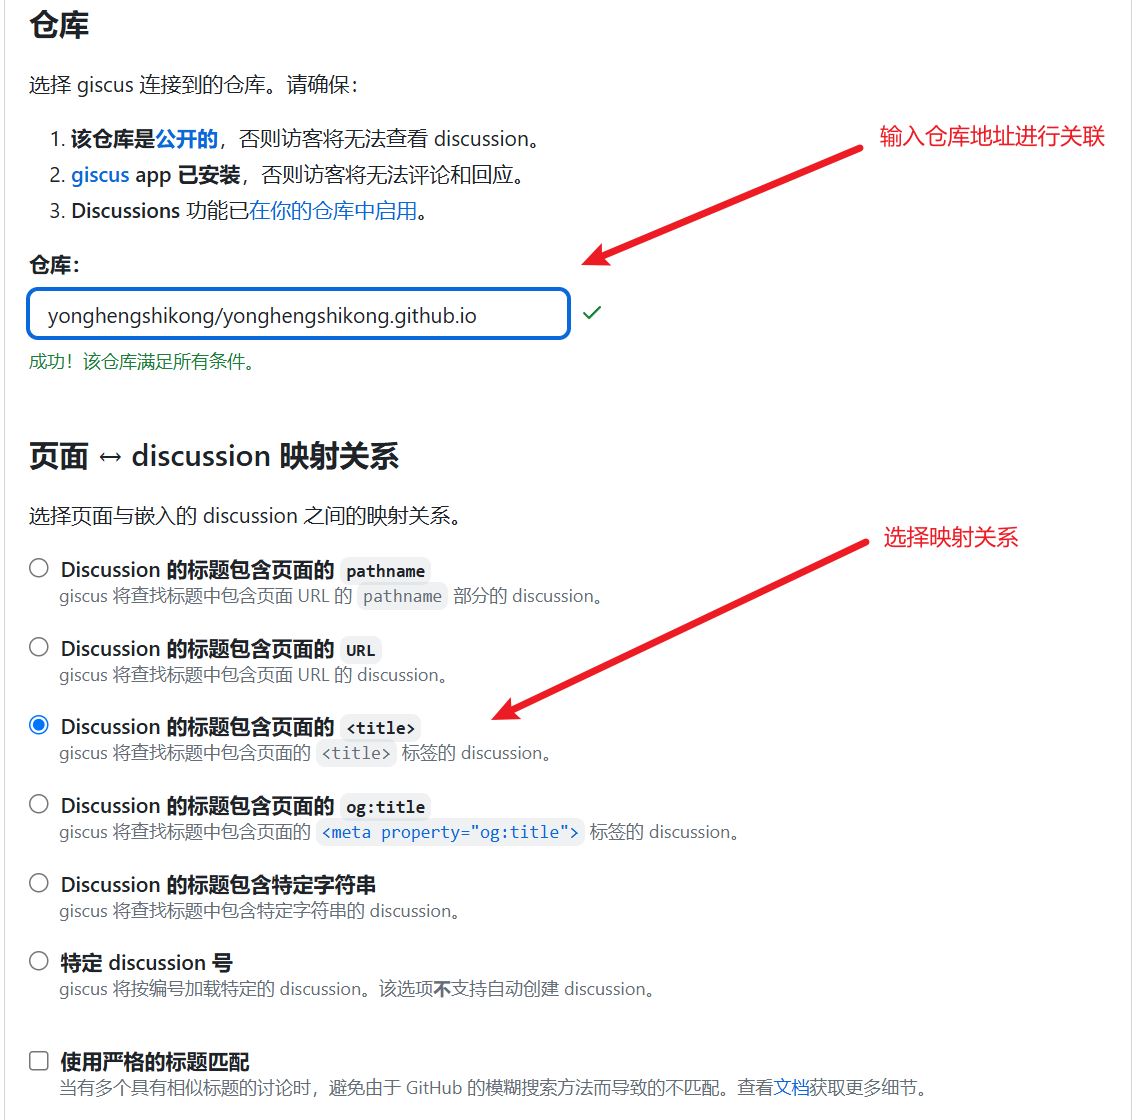 仓库
选择 giscus 连接到的仓库。请确保：
1. 该仓库是公开的，否则访客将无法查看 discussion。
输入仓库地址进行关联
2. giscus app 已安装，否则访客将无法评论和回应。
3. Discussions 功能已在你的仓库中启用。
仓库：
yonghengshikong/yonghengshikong.github.io
成功！该仓库满足所有条件。
页面 ↔ discussion 映射关系
选择页面与嵌入的 discussion 之间的映射关系。
选择映射关系
Discussion 的标题包含页面的 pathname
giscus 将查找标题中包含页面 URL 的 pathname 部分的 discussion。
Discussion 的标题包含页面的 URL
giscus 将查找标题中包含页面 URL 的 discussion。
Discussion 的标题包含页面的 <title>
giscus 将查找标题中包含页面的 <title> 标签的 discussion。
Discussion 的标题包含页面的 og:title
giscus 将查找标题中包含页面的 <meta property="og:title"> 标签的 discussion。
Discussion 的标题包含特定字符串
giscus 将查找标题中包含特定字符串的 discussion。
特定 discussion 号
giscus 将按编号加载特定的 discussion。该选项不支持自动创建 discussion。
使用严格的标题匹配
当有多个具有相似标题的讨论时，避免由于 GitHub 的模糊搜索方法而导致的不匹配。查看文档获取更多细节。